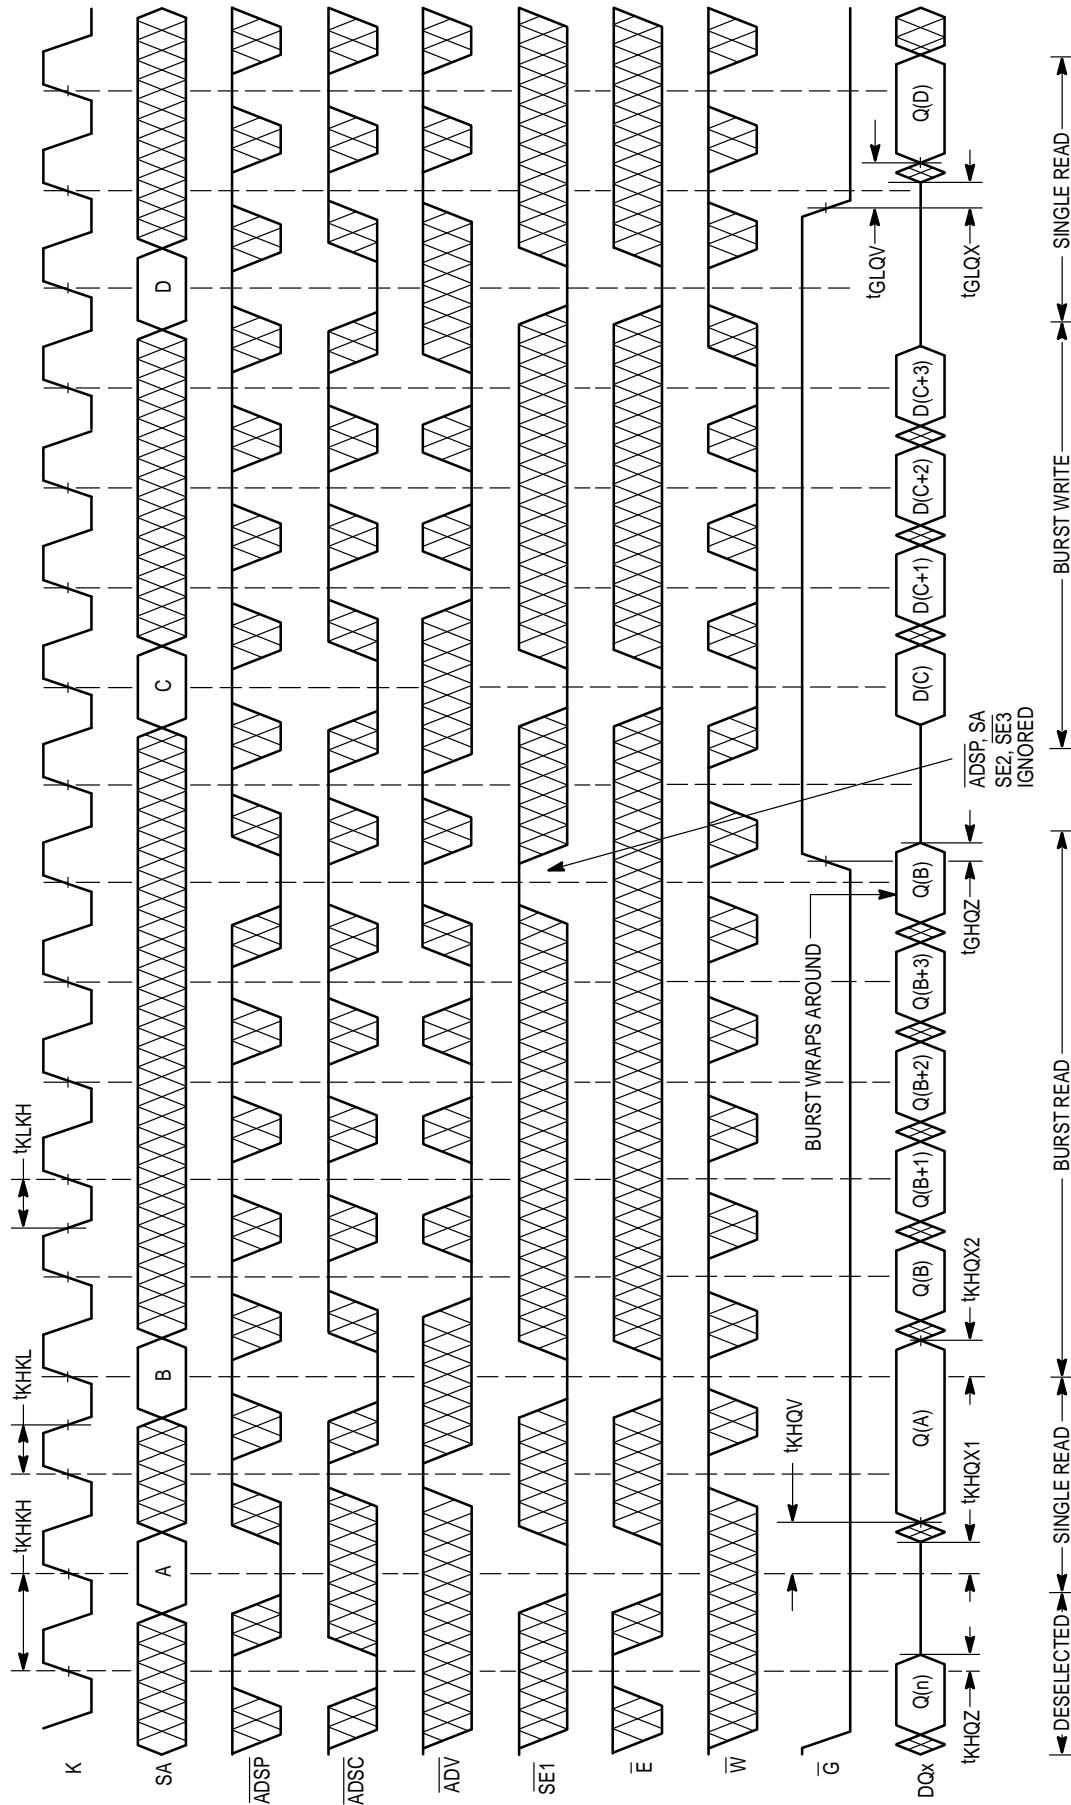 tKHKH
tKHKL
tKLKH
K
SA
A
B
C
D
ADSP
ADSC
ADV
SE1
E
W
G
tKHQV
BURST WRAPS AROUND
tGLQV
DQx
Q(n)
Q(A)
Q(B)
Q(B+1)
Q(B+2)
Q(B+3)
Q(B)
D(C)
D(C+1)
D(C+2)
D(C+3)
Q(D)
tKHQZ
tKHQX1
tKHQX2
tGHQZ
ADSP, SA
SE2, SE3
IGNORED
tGLQX
DESELECTED
SINGLE READ
BURST READ
BURST WRITE
SINGLE READ